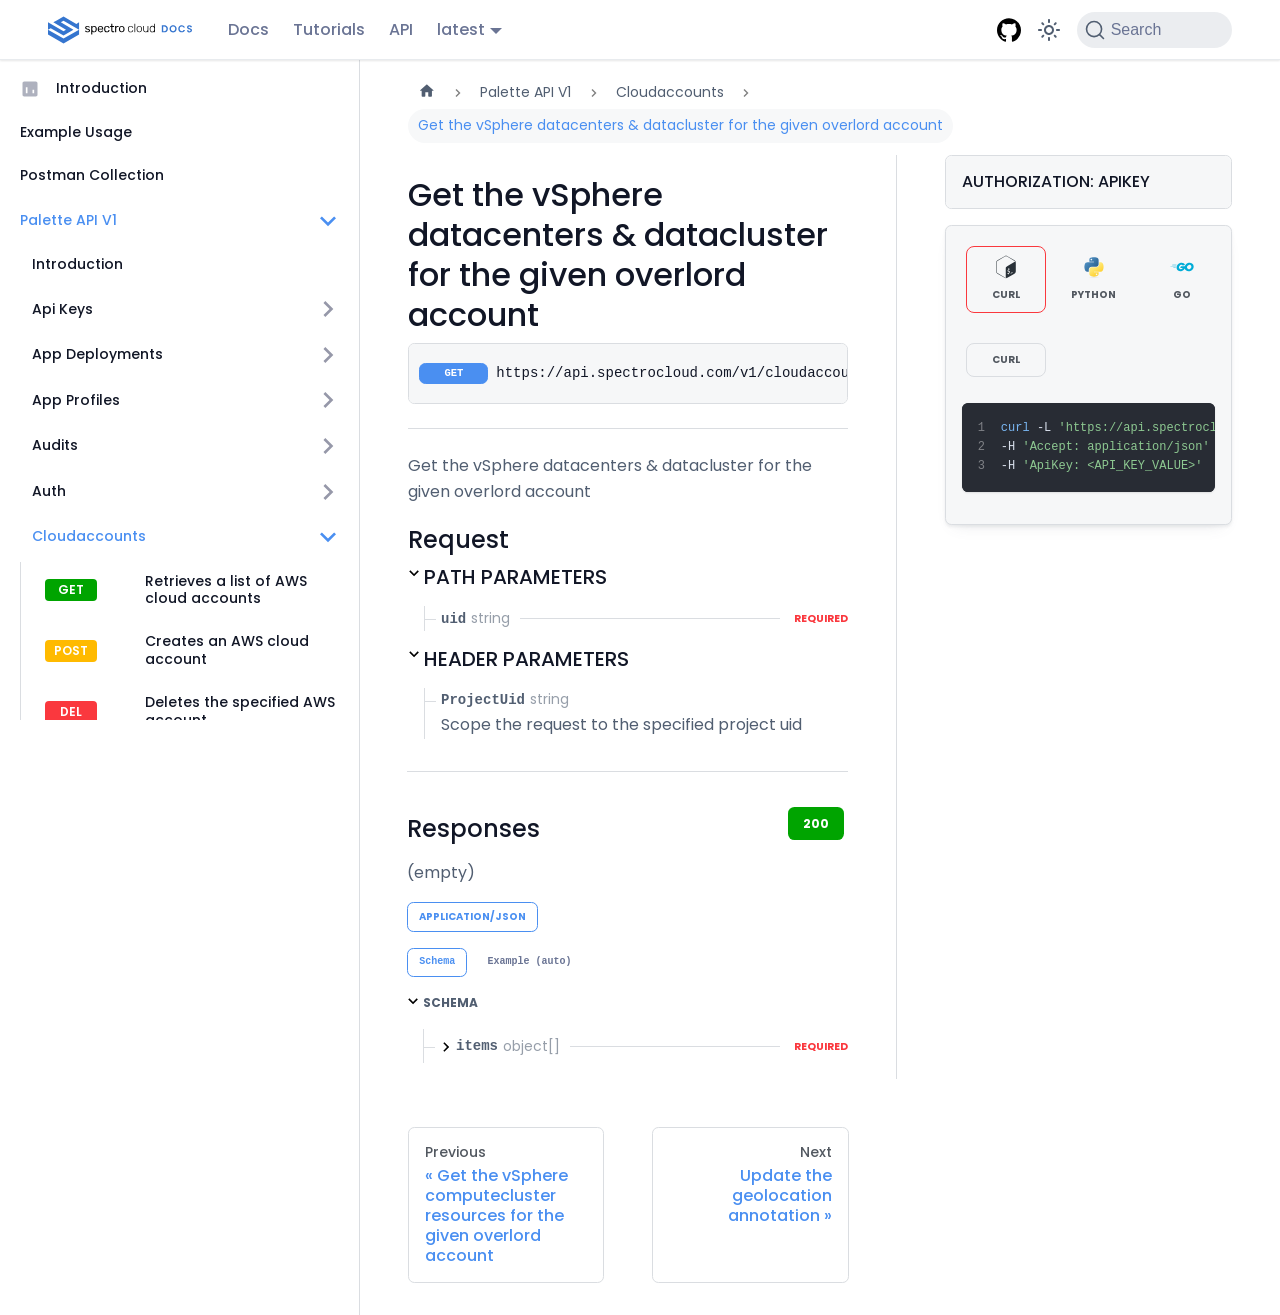 spectro cloud DOCS
Docs
Tutorials
API
latest
Search
Introduction
Example Usage
Postman Collection
Palette API V1
Introduction
Api Keys
App Deployments
App Profiles
Audits
Auth
Cloudaccounts
GET Retrieves a list of AWS
cloud accounts
POST Creates an AWS cloud
account
DEL Deletes the specified AWS
account
Palette API V1
Cloudaccounts
Get the vSphere datacenters & datacluster for the given overlord account
Get the vSphere
datacenters & datacluster
for the given overlord
account
GET https://api.spectrocloud.com/v1/cloudaccou
Get the vSphere datacenters & datacluster for the
given overlord account
Request
PATH PARAMETERS
uid string REQUIRED
HEADER PARAMETERS
ProjectUid string
Scope the request to the specified project uid
Responses
200
(empty)
APPLICATION/JSON
Schema Example (auto)
SCHEMA
items object[] REQUIRED
Previous
« Get the vSphere
computecluster
resources for the
given overlord
account
Next
Update the
geolocation
annotation »
AUTHORIZATION: APIKEY
CURL PYTHON GO
CURL
1 curl -L 'https://api.spectrocl
2 -H 'Accept: application/json'
3 -H 'ApiKey: <API_KEY_VALUE>'